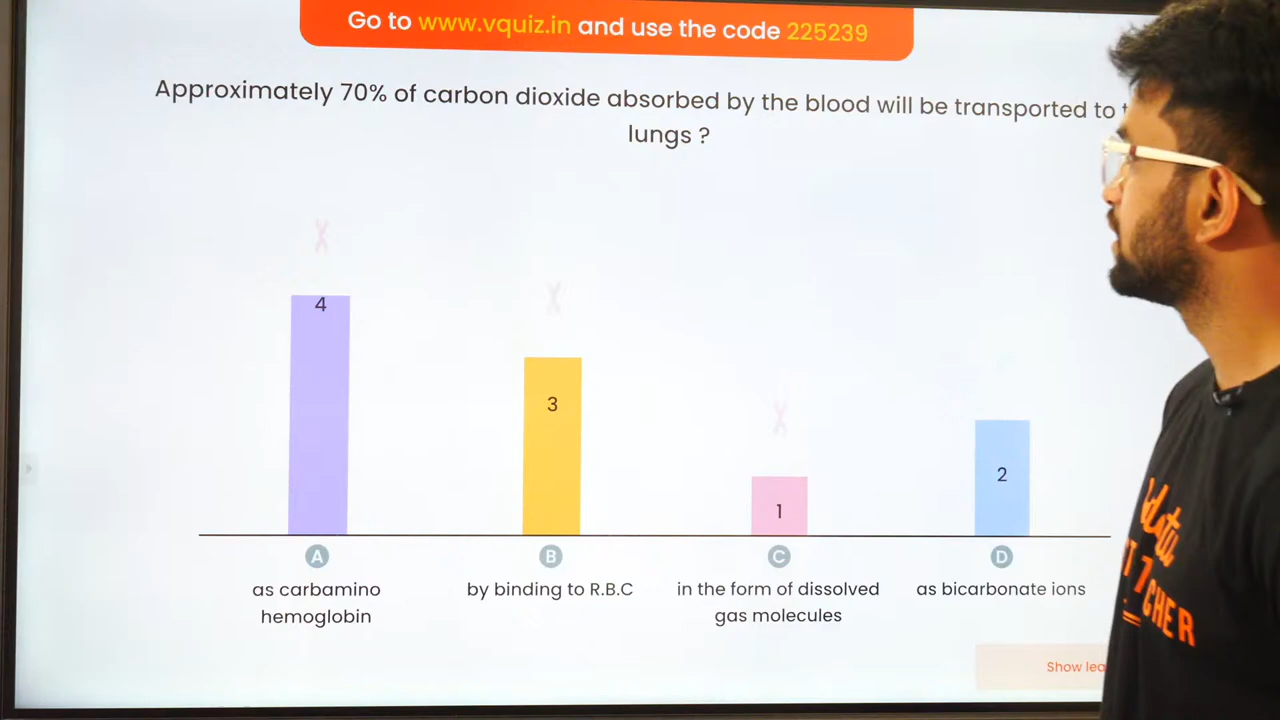 Go to www.vquiz.in and use the code 225239
Approximately 70% of carbon dioxide absorbed by the blood will be transported to
lungs ?
4
3
1
2
A
B
C
D
as carbamino
hemoglobin
by binding to R.B.C
in the form of dissolved
gas molecules
as bicarbonate ions
Show